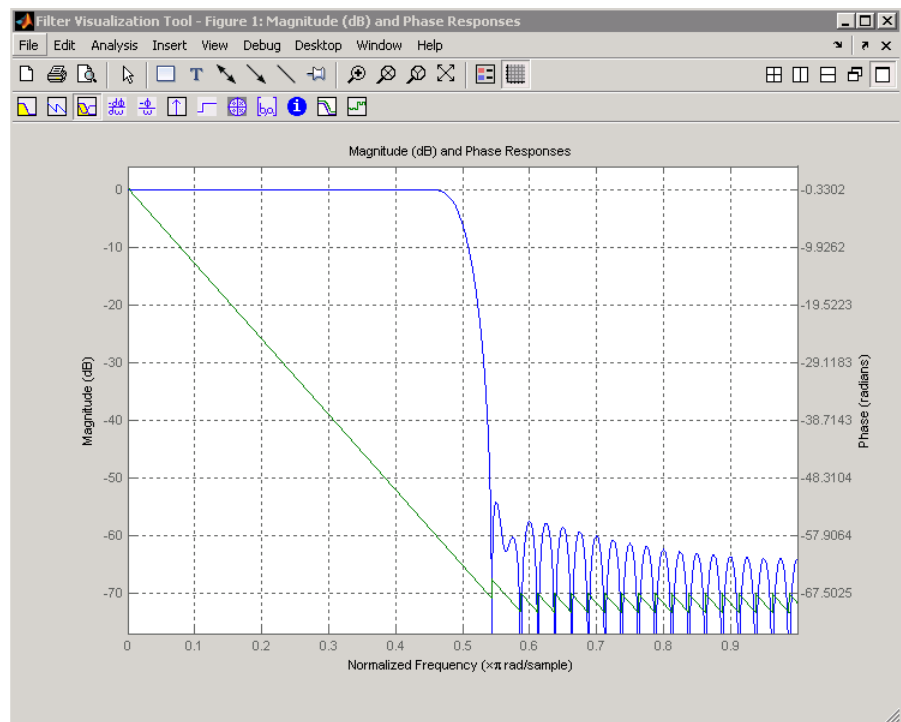 Filter Visualization Tool - Figure 1: Magnitude (dB) and Phase Responses
File Edit Analysis Insert View Debug Desktop Window Help
Magnitude (dB) and Phase Responses
0
-10
-20
-30
-40
-50
-60
-70
Magnitude (dB)
-0.3302
-9.9262
-19.5223
-29.1183
-38.7143
-48.3104
-57.9064
-67.5025
Phase (radians)
0 0.1 0.2 0.3 0.4 0.5 0.6 0.7 0.8 0.9
Normalized Frequency (×π rad/sample)